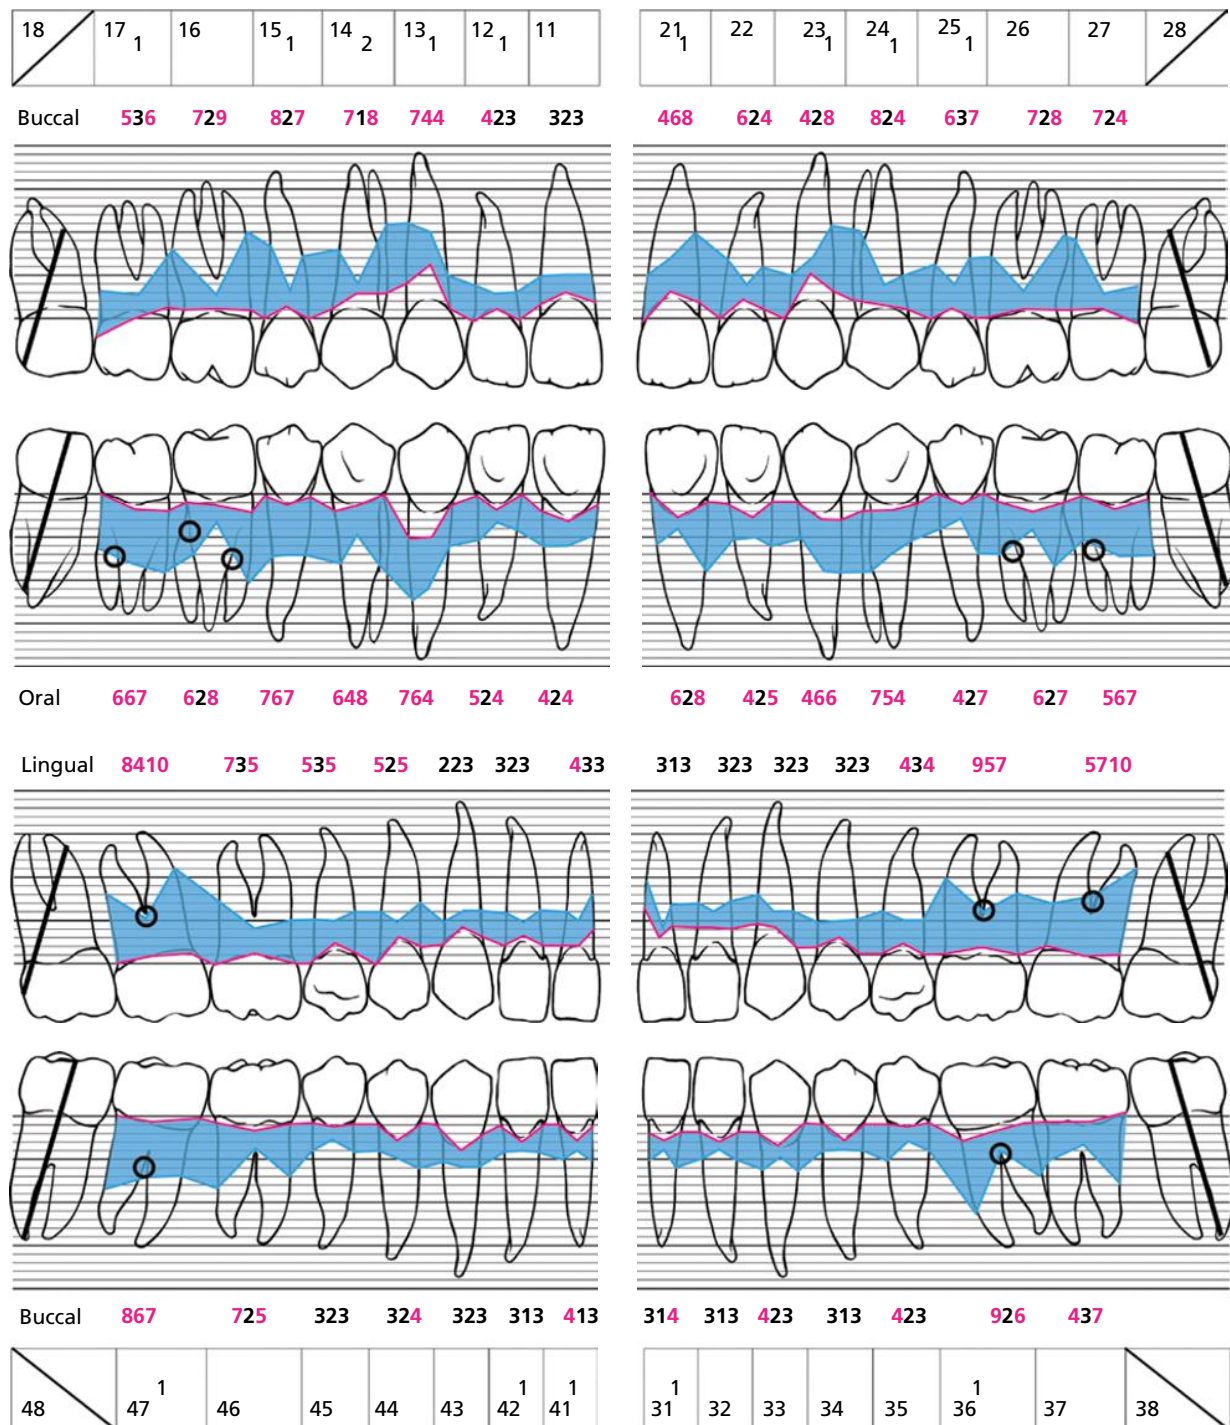 18 17 1 16 15 1 14 2 13 1 12 1 11 21 1 22 23 1 24 1 25 1 26 27 28
Buccal 536 729 827 718 744 423 323 468 624 428 824 637 728 724
Oral 667 628 767 648 764 524 424 628 425 466 754 427 627 567
Lingual 8410 735 535 525 223 323 433 313 323 323 323 434 957 5710
Buccal 867 725 323 324 323 313 413 314 313 423 313 423 926 437
1 1 1 1 1
48 47 46 45 44 43 42 41 31 32 33 34 35 36 37 38